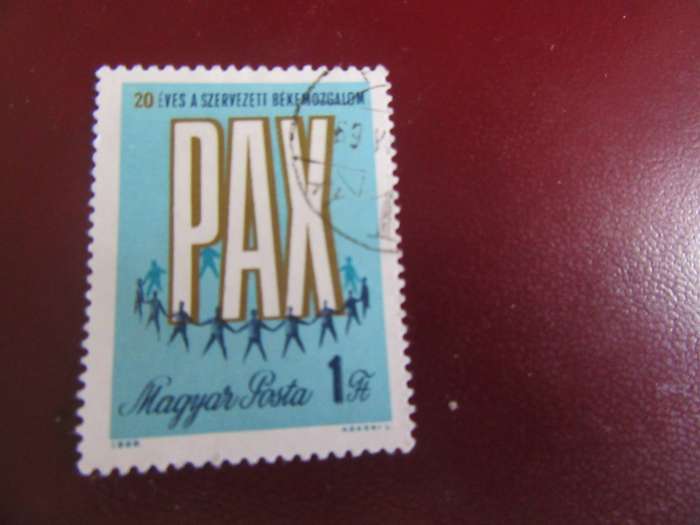 20 ÉVES A SZERVEZETT BÉKEMOZGALOM
PAX
Magyar Posta 1 Ft